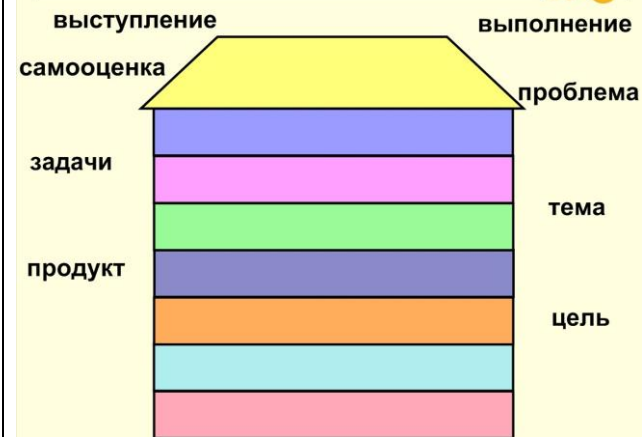 выступление
выполнение
самооценка
проблема
задачи
тема
продукт
цель